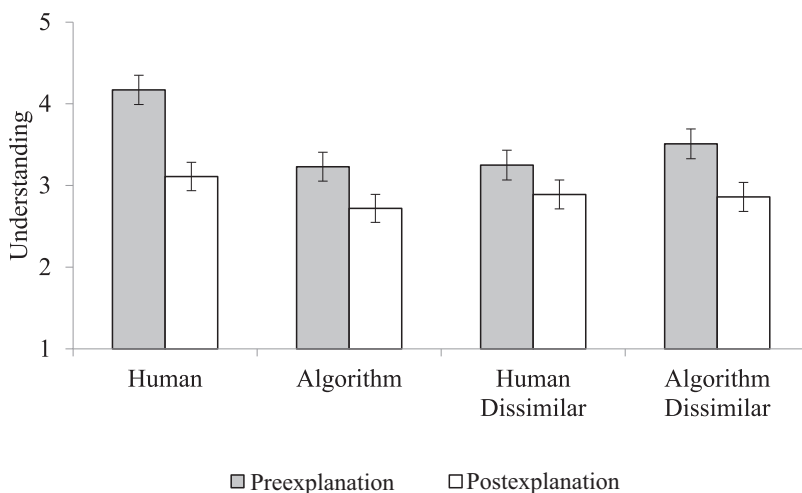 5
4
3
2
1
Understanding
Human
Algorithm
Human
Dissimilar
Algorithm
Dissimilar
Preexplanation
Postexplanation